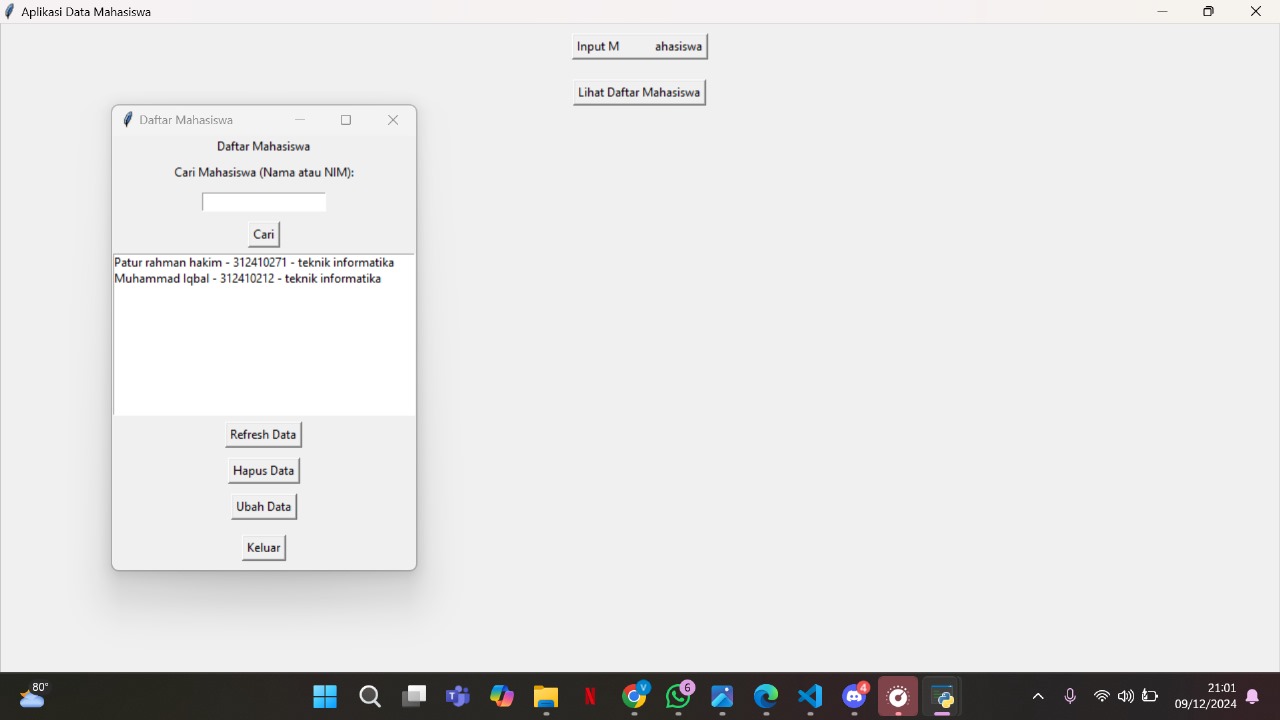 Aplikasi Data Mahasiswa
Input M ahasiswa
Lihat Daftar Mahasiswa
Daftar Mahasiswa
Daftar Mahasiswa
Cari Mahasiswa (Nama atau NIM):
Cari
Patur rahman hakim - 312410271 - teknik informatika
Muhammad Iqbal - 312410212 - teknik informatika
Refresh Data
Hapus Data
Ubah Data
Keluar
80°
V
6
4
21:01
09/12/2024